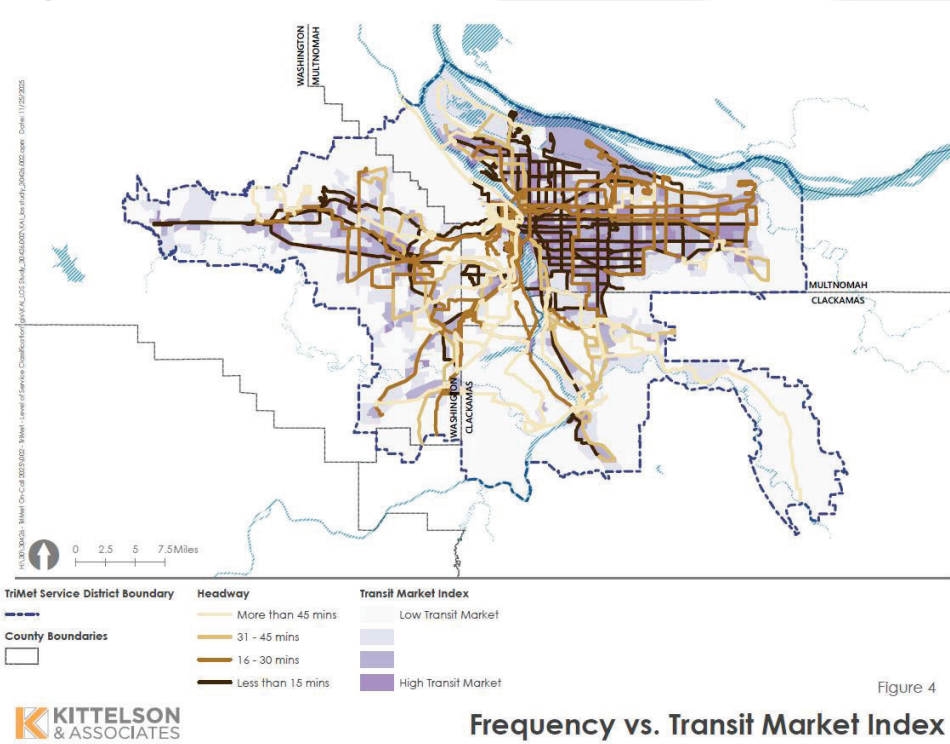 WASHINGTON
MULTNOMAH
MULTNOMAH
CLACKAMAS
WASHINGTON
CLACKAMAS
0 2.5 5 7.5 Miles
TriMet Service District Boundary
County Boundaries
Headway
More than 45 mins
31 - 45 mins
16 - 30 mins
Less than 15 mins
Transit Market Index
Low Transit Market
High Transit Market
Figure 4
KITTELSON
& ASSOCIATES
Frequency vs. Transit Market Index